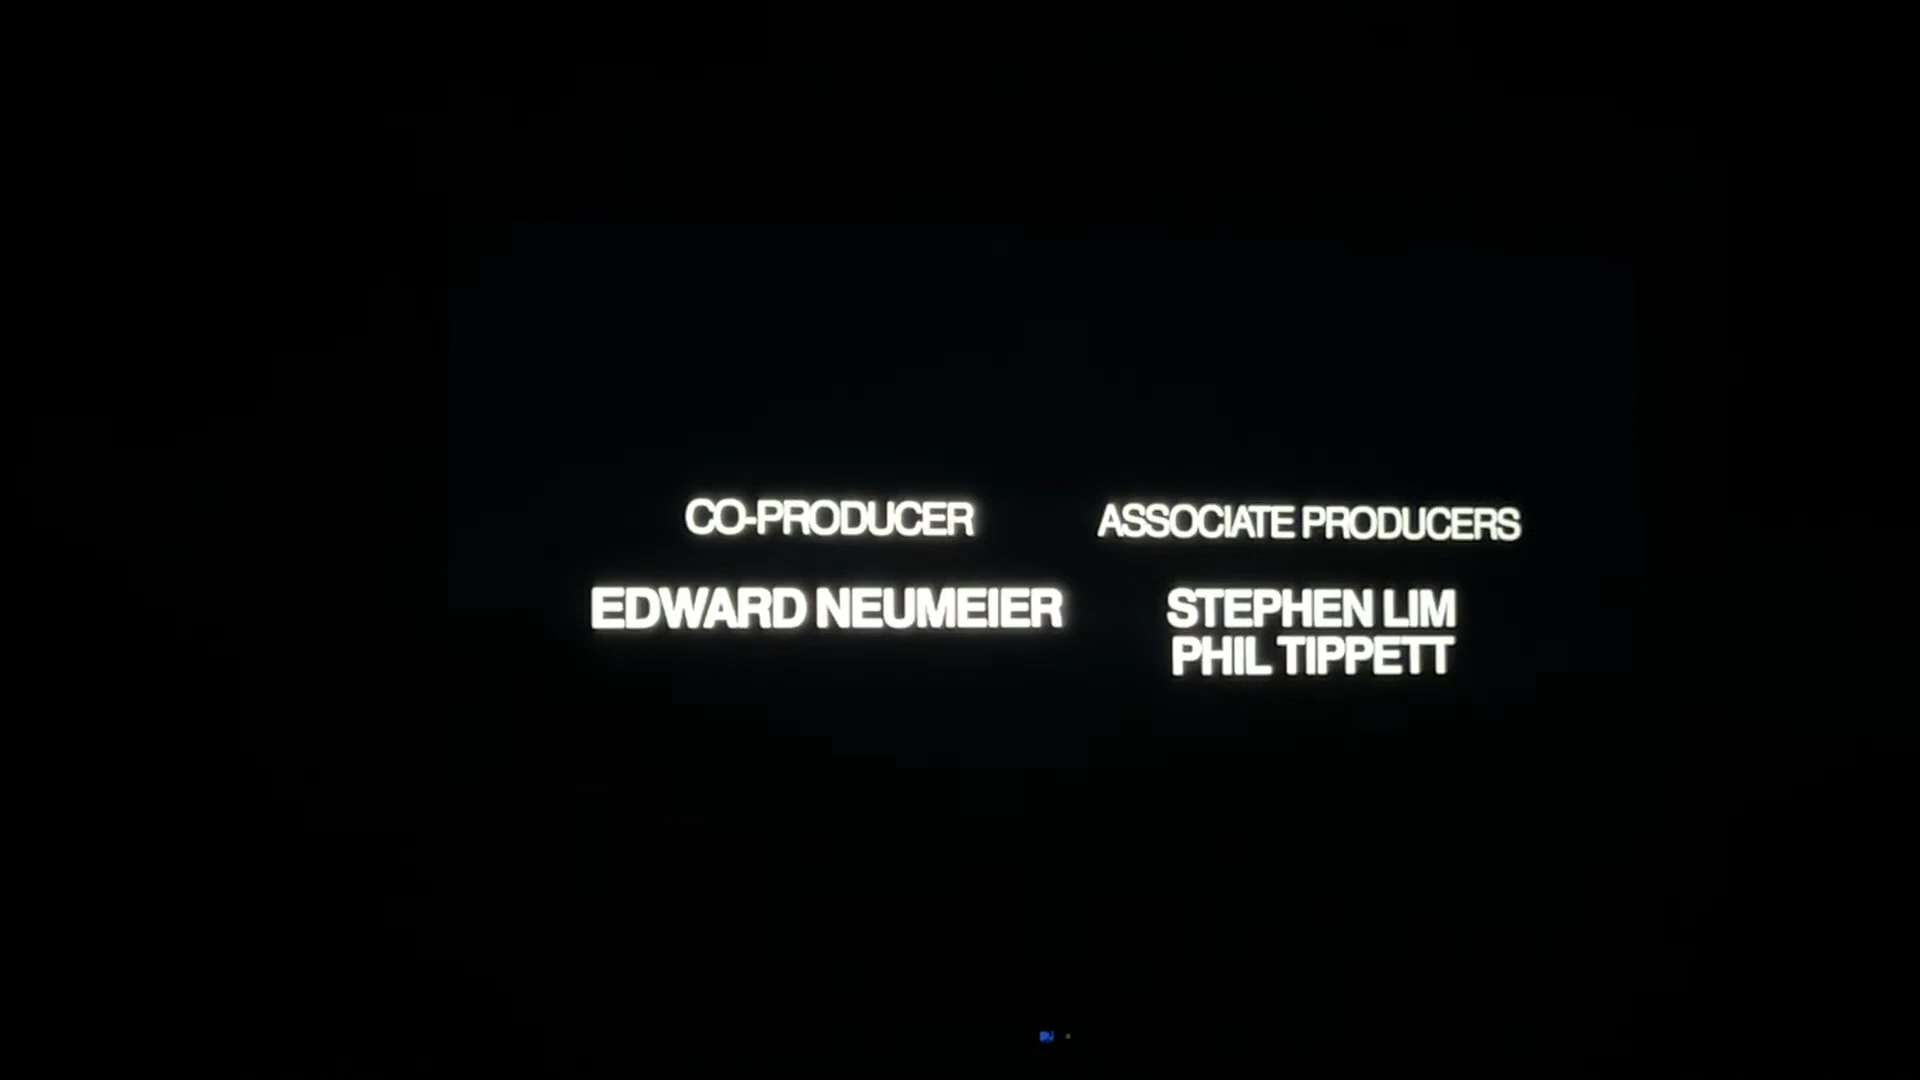 CO-PRODUCER
EDWARD NEUMEIER
ASSOCIATE PRODUCERS
STEPHEN LIM
PHIL TIPPETT